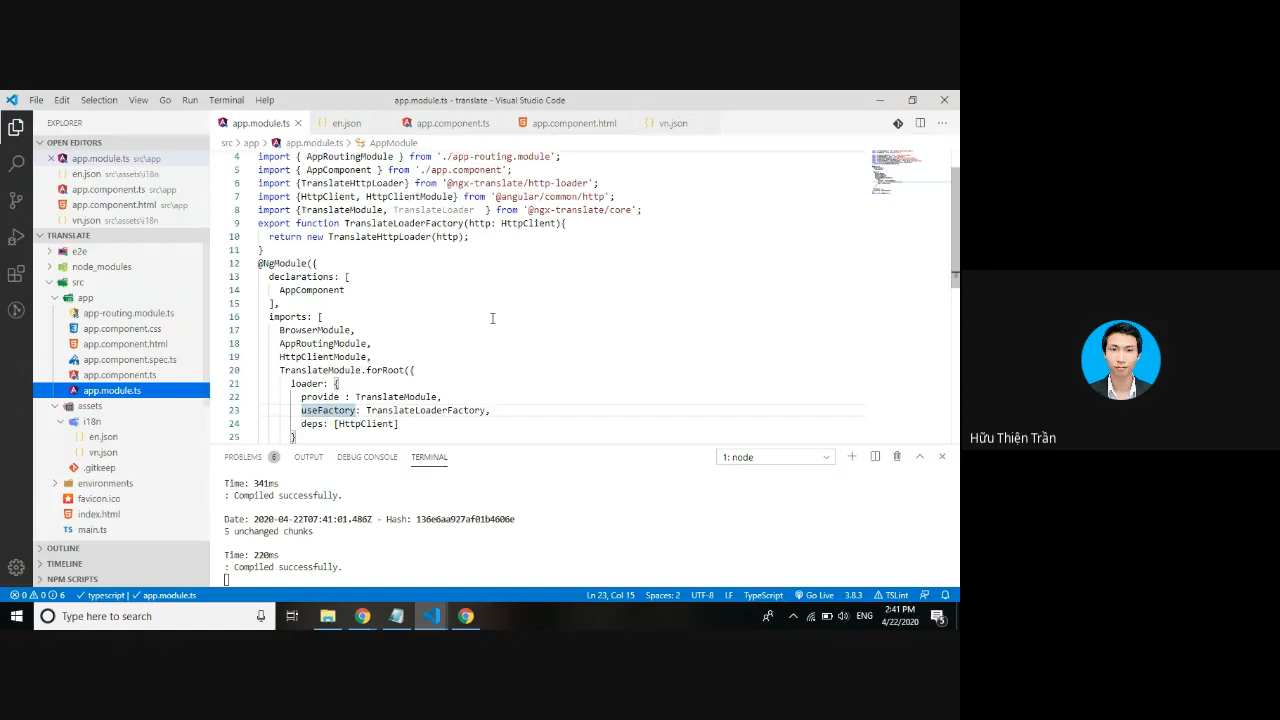 File Edit Selection View Go Run Terminal Help
app.module.ts - translate - Visual Studio Code
EXPLORER
OPEN EDITORS
app.module.ts src\app
en.json src\assets\i18n
app.component.ts src\app
app.component.html src\app
vn.json src\assets\i18n
TRANSLATE
e2e
node_modules
src
app
app-routing.module.ts
app.component.css
app.component.html
app.component.spec.ts
app.component.ts
app.module.ts
assets
i18n
en.json
vn.json
.gitkeep
environments
favicon.ico
index.html
main.ts
OUTLINE
TIMELINE
NPM SCRIPTS
app.module.ts en.json app.component.ts app.component.html vn.json
src > app > app.module.ts > AppModule
4 import { AppRoutingModule } from './app-routing.module';
5 import { AppComponent } from './app.component';
6 import {TranslateHttpLoader} from '@ngx-translate/http-loader';
7 import {HttpClient, HttpClientModule} from '@angular/common/http';
8 import {TranslateModule, TranslateLoader } from '@ngx-translate/core';
9 export function TranslateLoaderFactory(http: HttpClient){
10 return new TranslateHttpLoader(http);
11 }
12 @NgModule({
13 declarations: [
14 AppComponent
15 ],
16 imports: [
17 BrowserModule,
18 AppRoutingModule,
19 HttpClientModule,
20 TranslateModule.forRoot({
21 loader: {
22 provide : TranslateModule,
23 useFactory: TranslateLoaderFactory,
24 deps: [HttpClient]
25 }
PROBLEMS 6 OUTPUT DEBUG CONSOLE TERMINAL 1: node
Time: 341ms
: Compiled successfully.
Date: 2020-04-22T07:41:01.486Z - Hash: 136e6aa927af01b4606e
5 unchanged chunks
Time: 220ms
: Compiled successfully.
0 0 6 typescript | app.module.ts Ln 23, Col 15 Spaces: 2 UTF-8 LF TypeScript Go Live 3.8.3 TSLint
Type here to search
ENG
2:41 PM
4/22/2020
5
Hữu Thiện Trần